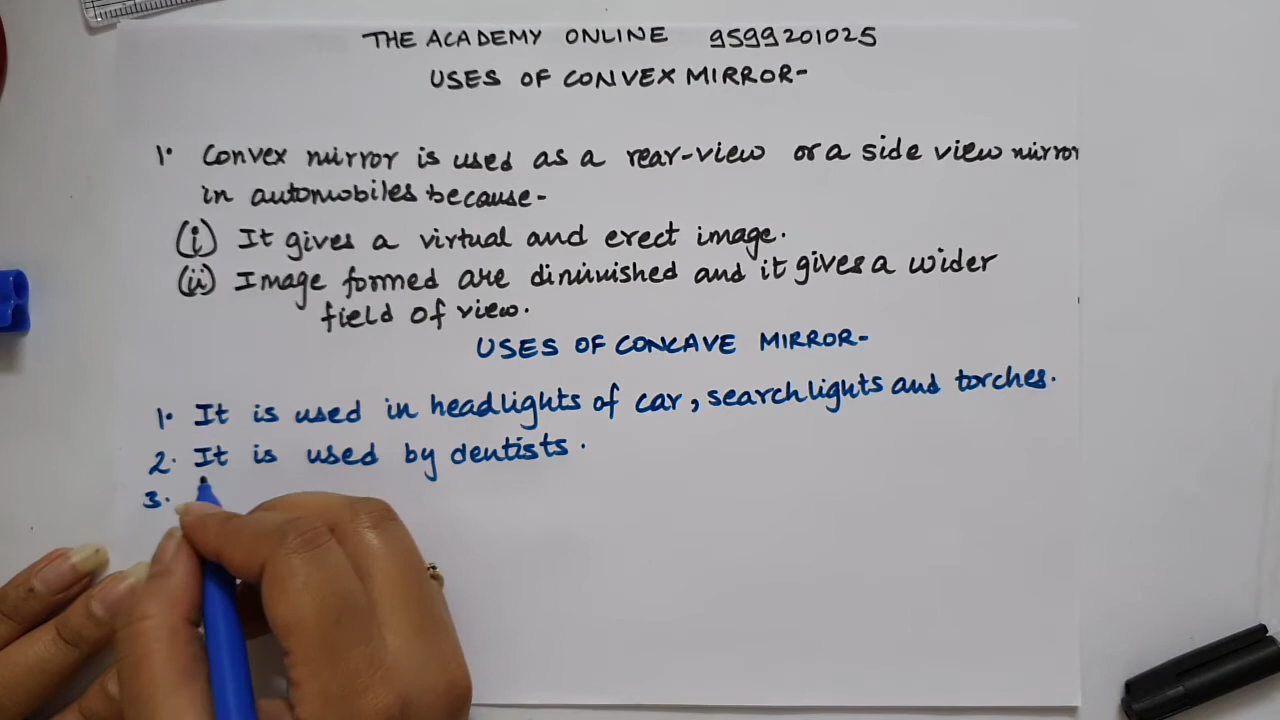 THE ACADEMY ONLINE 9599201025
USES OF CONVEX MIRROR-
1. Convex mirror is used as a rear-view or a side view mirror
in automobiles because-
(i) It gives a virtual and erect image.
(ii) Image formed are diminished and it gives a wider
field of view.
USES OF CONCAVE MIRROR-
1. It is used in headlights of car, searchlights and torches.
2. It is used by dentists.
3.